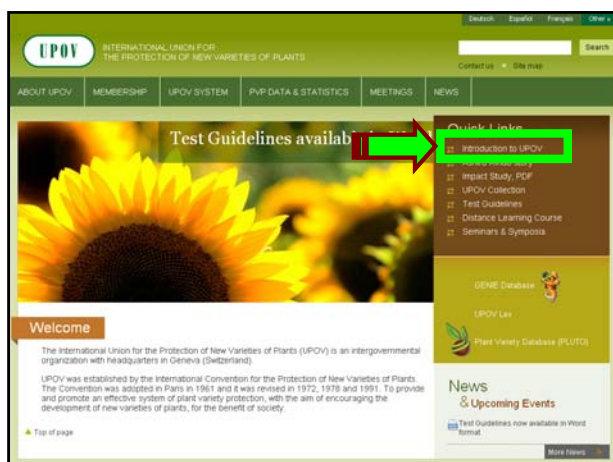 Deutsch Español Français Other
UPOV
INTERNATIONAL UNION FOR
THE PROTECTION OF NEW VARIETIES OF PLANTS
Search
Contact us Site map
ABOUT UPOV MEMBERSHIP UPOV SYSTEM PVP DATA & STATISTICS MEETINGS NEWS
Test Guidelines
Quick Links
Introduction to UPOV
Impact Study, PDF
UPOV Collection
Test Guidelines
Distance Learning Course
Seminars & Symposia
GENIE Database
UPOV Lex
Plant Variety Database (PLUTO)
Welcome
The International Union for the Protection of New Varieties of Plants (UPOV) is an intergovernmental
organization with headquarters in Geneva (Switzerland).
UPOV was established by the International Convention for the Protection of New Varieties of Plants.
The Convention was adopted in Paris in 1961 and it was revised in 1972, 1978 and 1991. To provide
and promote an effective system of plant variety protection, with the aim of encouraging the
development of new varieties of plants, for the benefit of society.
Top of page
News
& Upcoming Events
Test Guidelines now available in Word
format
More News